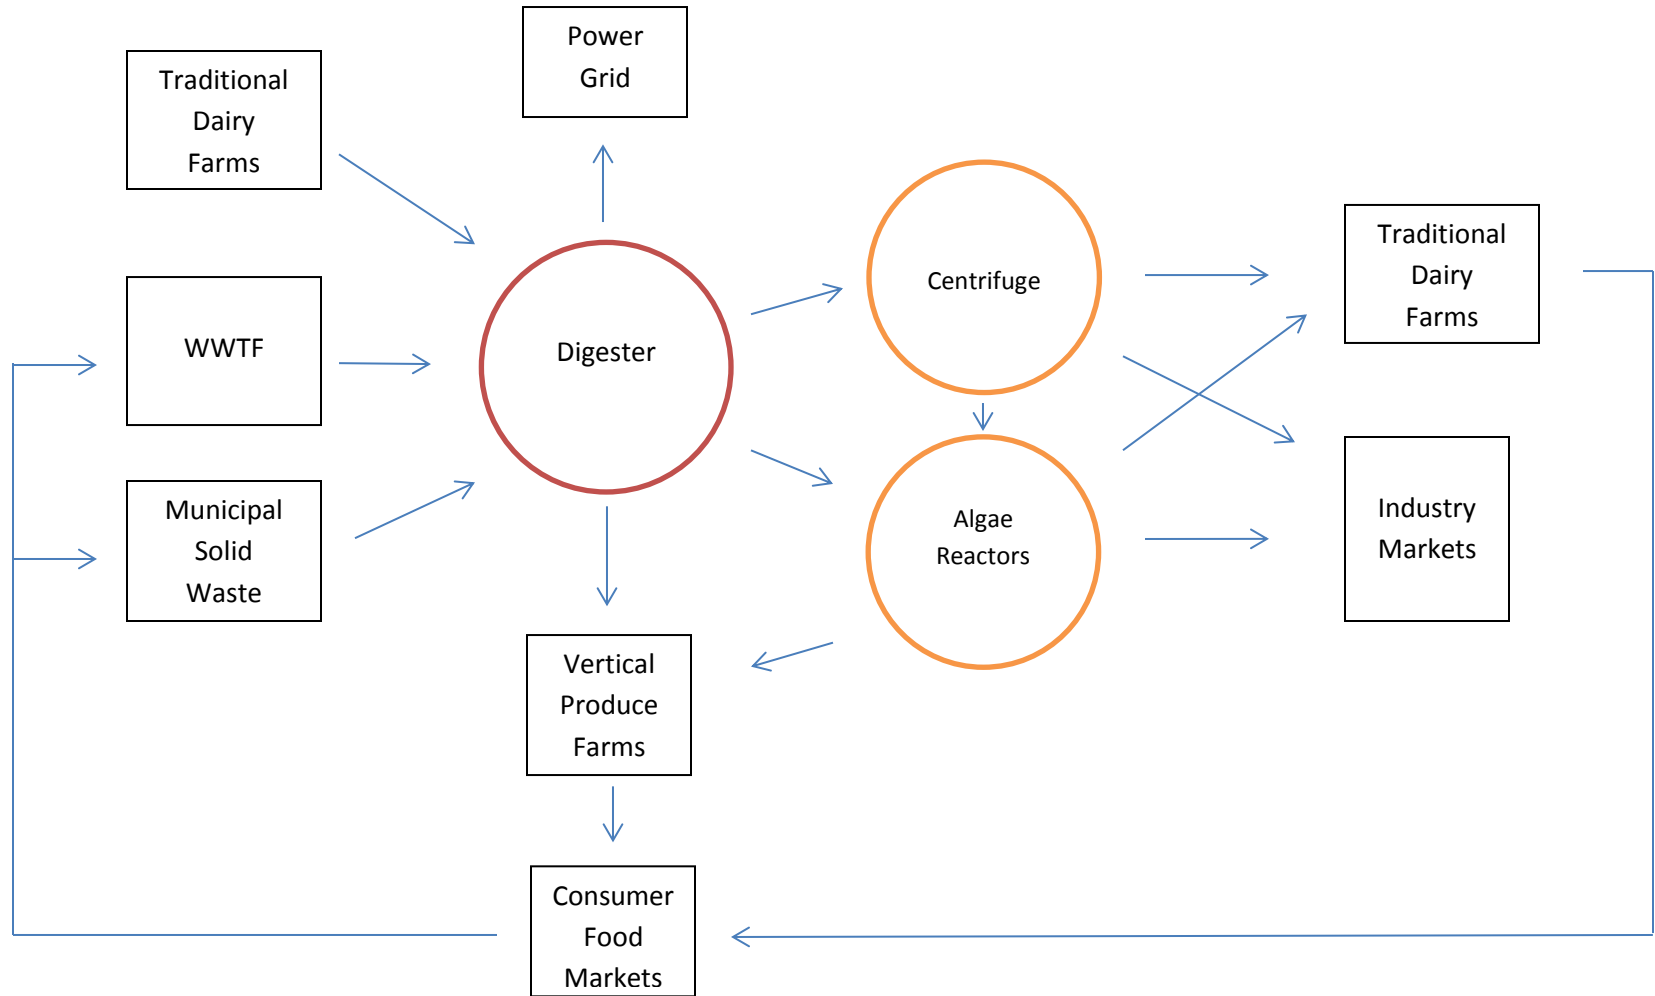 Power
Grid
Traditional
Dairy
Farms
Centrifuge
Traditional
Dairy
Farms
WWTF
Digester
Municipal
Solid
Waste
Algae
Reactors
Industry
Markets
Vertical
Produce
Farms
Consumer
Food
Markets